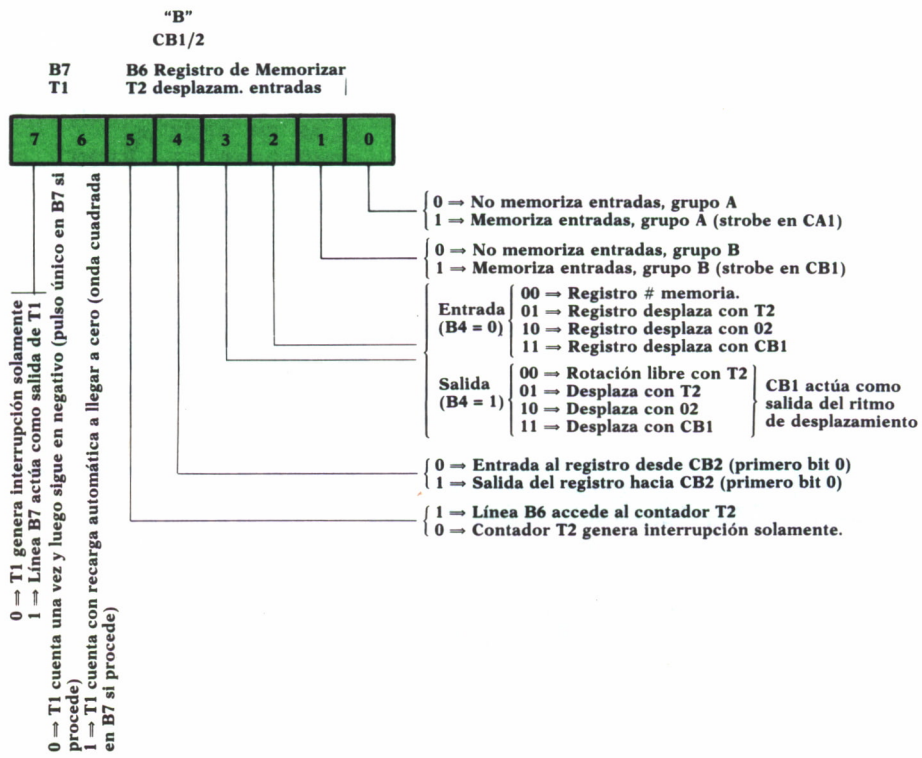 “B”
CB1/2
B7 B6 Registro de Memorizar
T1 T2 desplazam. entradas
7 6 5 4 3 2 1 0
0 ⇒ No memoriza entradas, grupo A
1 ⇒ Memoriza entradas, grupo A (strobe en CA1)
0 ⇒ No memoriza entradas, grupo B
1 ⇒ Memoriza entradas, grupo B (strobe en CB1)
Entrada
(B4 = 0)
00 ⇒ Registro # memoria.
01 ⇒ Registro desplaza con T2
10 ⇒ Registro desplaza con 02
11 ⇒ Registro desplaza con CB1
Salida
(B4 = 1)
00 ⇒ Rotación libre con T2
01 ⇒ Desplaza con T2
10 ⇒ Desplaza con 02
11 ⇒ Desplaza con CB1
CB1 actúa como
salida del ritmo
de desplazamiento
0 ⇒ Entrada al registro desde CB2 (primero bit 0)
1 ⇒ Salida del registro hacia CB2 (primero bit 0)
1 ⇒ Línea B6 accede al contador T2
0 ⇒ Contador T2 genera interrupción solamente.
0 ⇒ T1 genera interrupción solamente
1 ⇒ Línea B7 actúa como salida de T1
0 ⇒ T1 cuenta una vez y luego sigue en negativo (pulso único en B7 si
procede)
1 ⇒ T1 cuenta con recarga automática a llegar a cero (onda cuadrada
en B7 si procede)